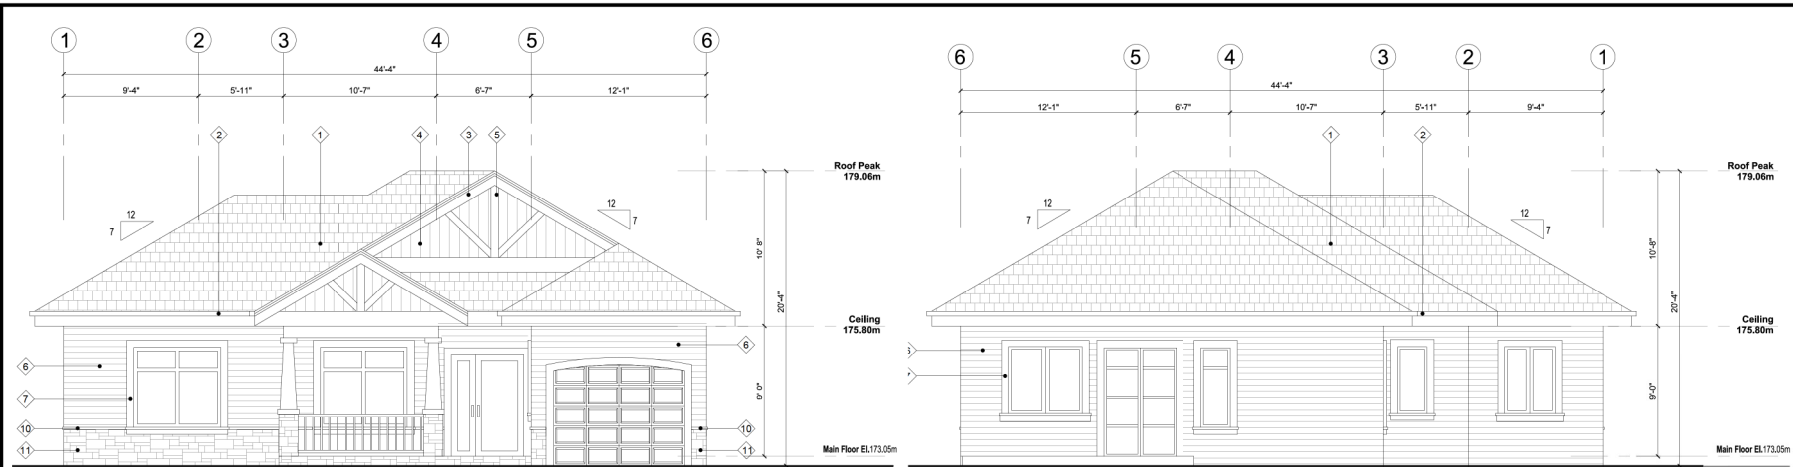 1 2 3 4 5 6
44'-4"
9'-4" 5'-11" 10'-7" 6'-7" 12'-1"
2 1 4 3 5
Roof Peak
179.06m
12
7
12
7
10' 8"
20'-4"
Ceiling
175.80m
6
6
7
9' 0"
10
10
11
11
Main Floor El.173.05m
6 5 4 3 2 1
44'-4"
12'-1" 6'-7" 10'-7" 5'-11" 9'-4"
1 2
Roof Peak
179.06m
12
7
12
7
10'-8"
20'-4"
Ceiling
175.80m
9'-0"
Main Floor El.173.05m